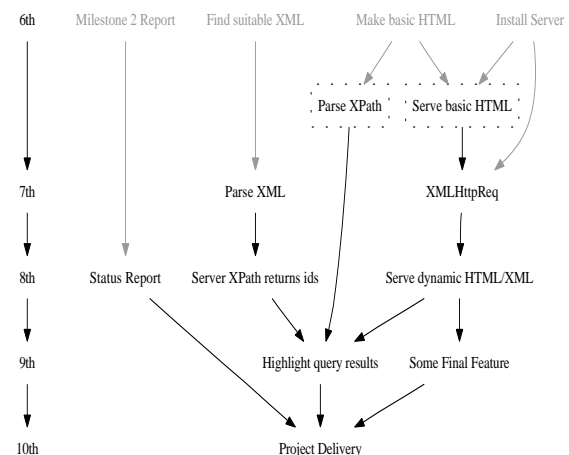 6th Milestone 2 Report Find suitable XML Make basic HTML Install Server
Parse XPath Serve basic HTML
7th Parse XML XMLHttpReq
8th Status Report Server XPath returns ids Serve dynamic HTML/XML
9th Highlight query results Some Final Feature
10th Project Delivery